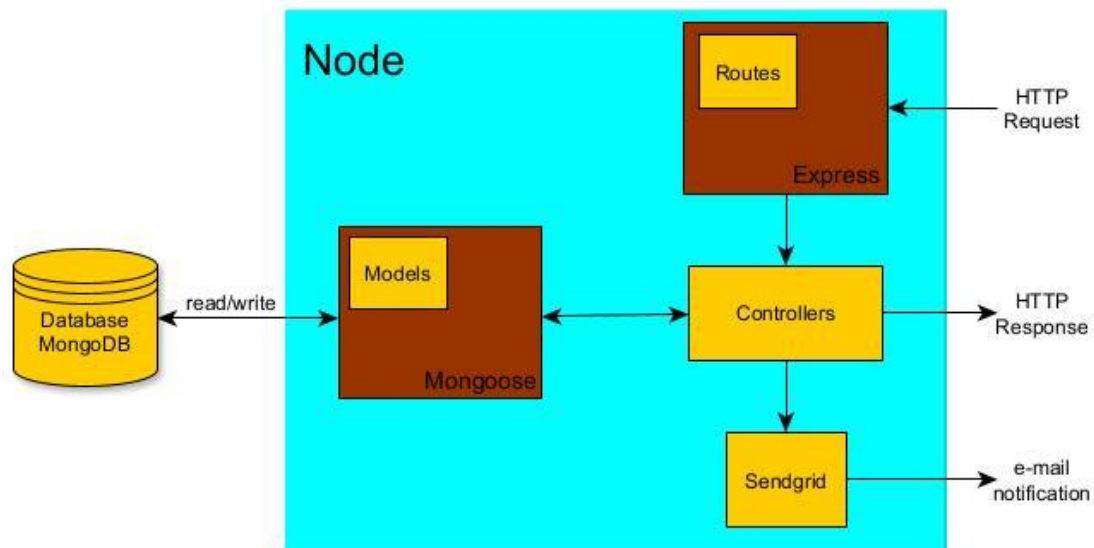 Node
Routes
Express
HTTP
Request
Models
Mongoose
Database
MongoDB
read/write
Controllers
HTTP
Response
Sendgrid
e-mail
notification